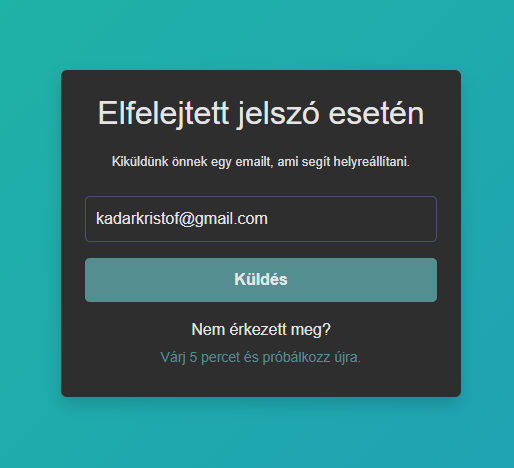 Elfelejtett jelszó esetén
Kiküldünk önnek egy emailt, ami segít helyreállítani.
kadarkristof@gmail.com
Küldés
Nem érkezett meg?
Várj 5 percet és próbálkozz újra.